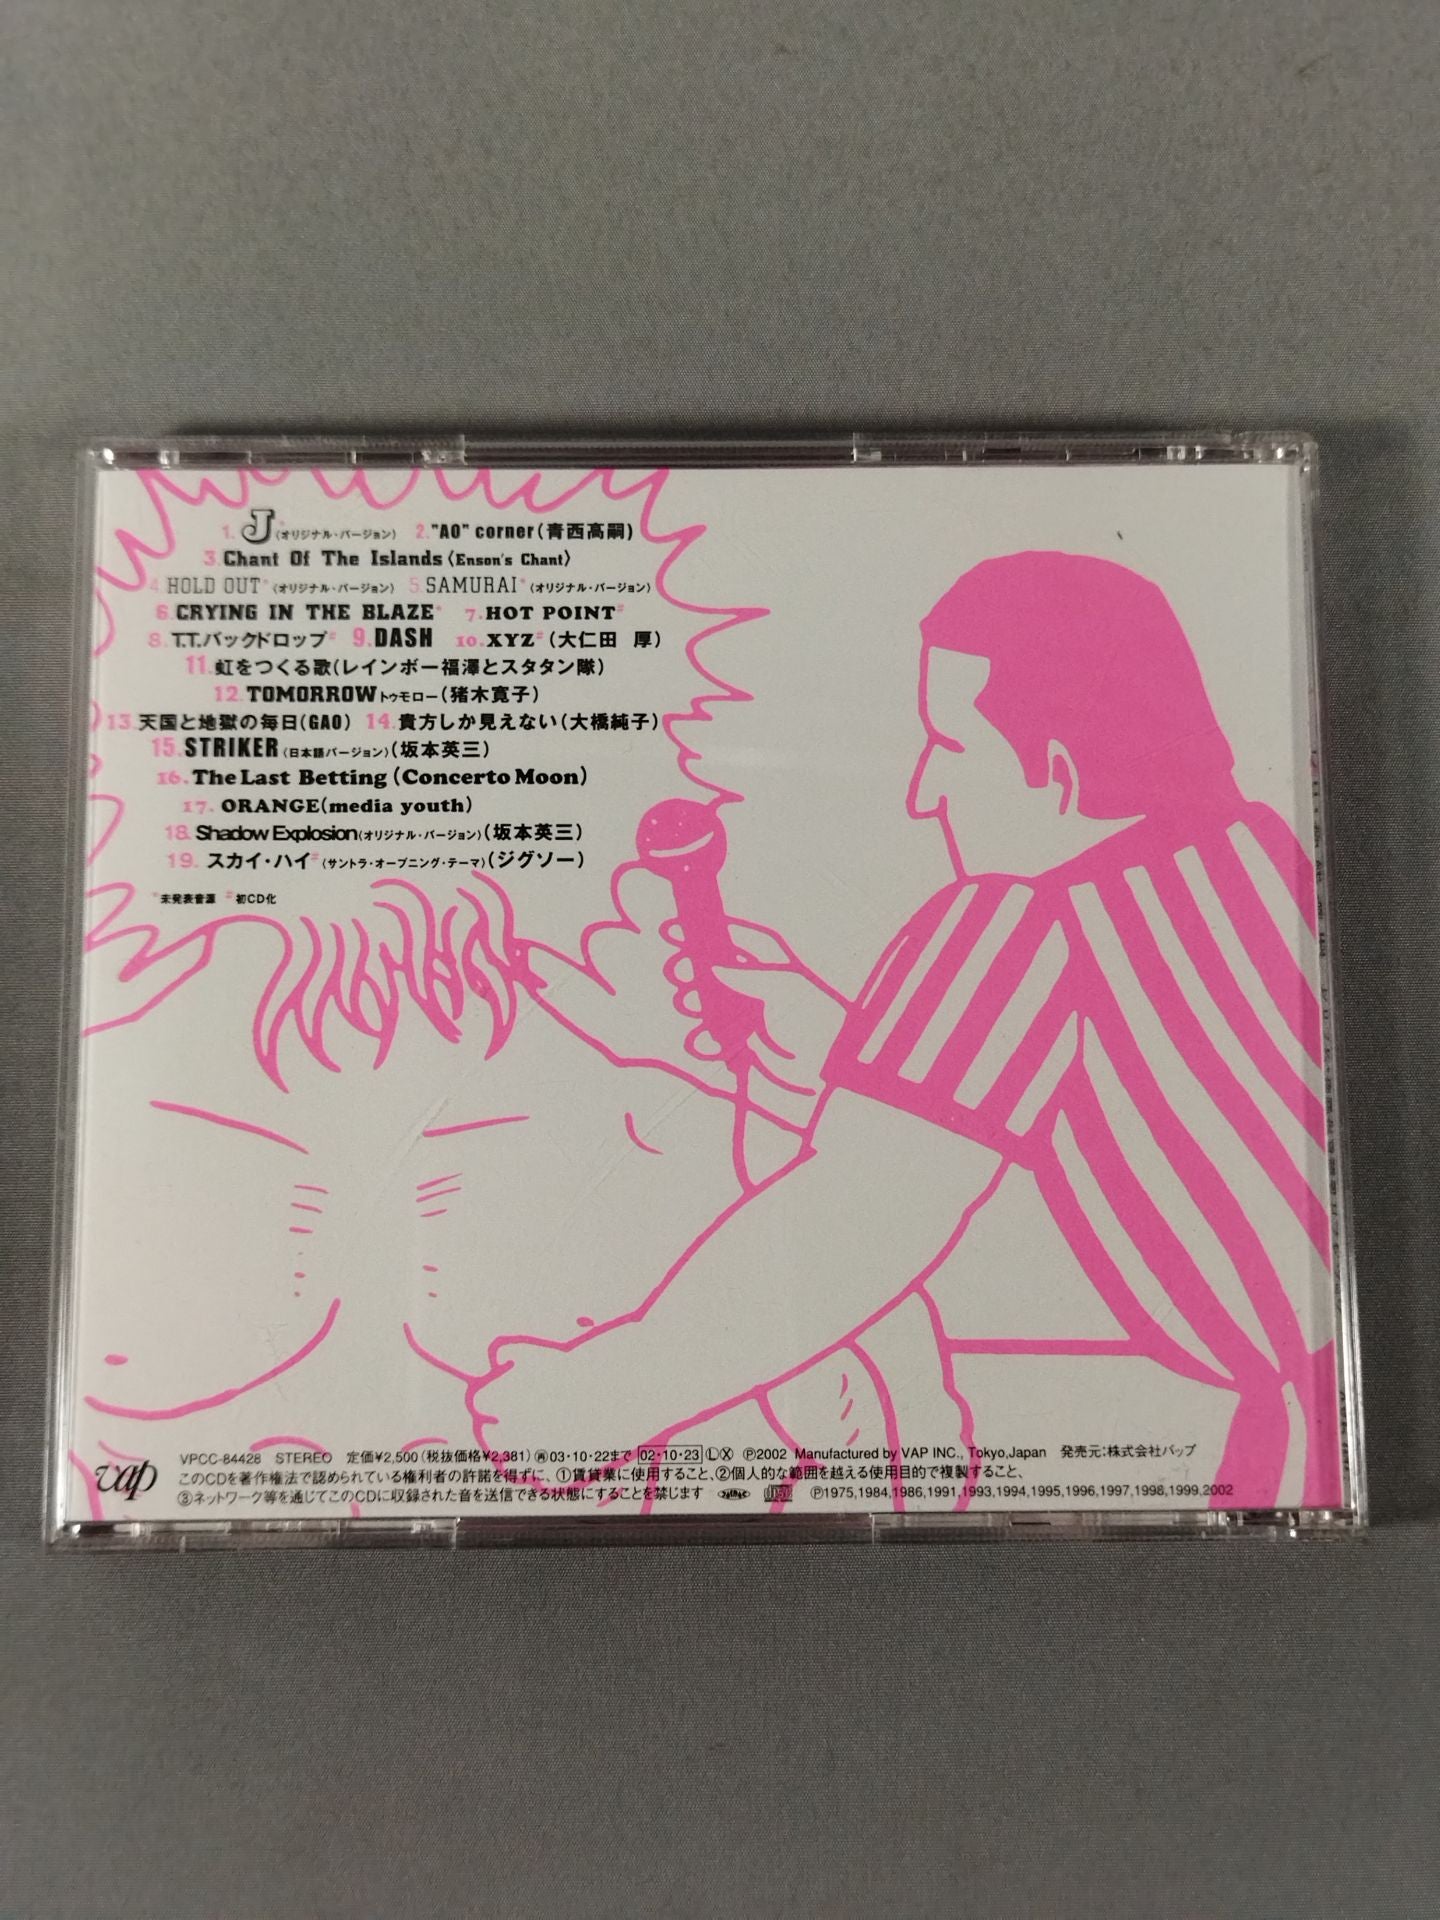 1. J* (オリジナル・バージョン) 2. "AO" corner (青西高嗣)
3. Chant Of The Islands 〈Enson's Chant〉
4. HOLD OUT* 〈オリジナル・バージョン〉 5. SAMURAI* 〈オリジナル・バージョン〉
6. CRYING IN THE BLAZE* 7. HOT POINT#
8. T.T.バックドロップ# 9. DASH 10. XYZ# (大仁田 厚)
11. 虹をつくる歌(レインボー福澤とスタタン隊)
12. TOMORROW トゥモロー(猪木寛子)
13. 天国と地獄の毎日(GAO) 14. 貴方しか見えない(大橋純子)
15. STRIKER (日本語バージョン) (坂本英三)
16. The Last Betting (Concerto Moon)
17. ORANGE(media youth)
18. Shadow Explosion(オリジナル・バージョン)(坂本英三)
19. スカイ・ハイ# (サントラ・オープニング・テーマ)(ジグソー)
*未発表音源 #初CD化
vap
VPCC-84428 STEREO 定価¥2,500(税抜価格¥2,381) 再 03・10・22まで 02・10・23 Ⓛ Ⓧ ℗2002 Manufactured by VAP INC., Tokyo,Japan 発売元:株式会社バップ
このCDを著作権法で認められている権利者の許諾を得ずに、①賃貸業に使用すること、②個人的な範囲を越える使用目的で複製すること、
③ネットワーク等を通じてこのCDに収録された音を送信できる状態にすることを禁じます ℗1975,1984,1986,1991,1993,1994,1995,1996,1997,1998,1999,2002